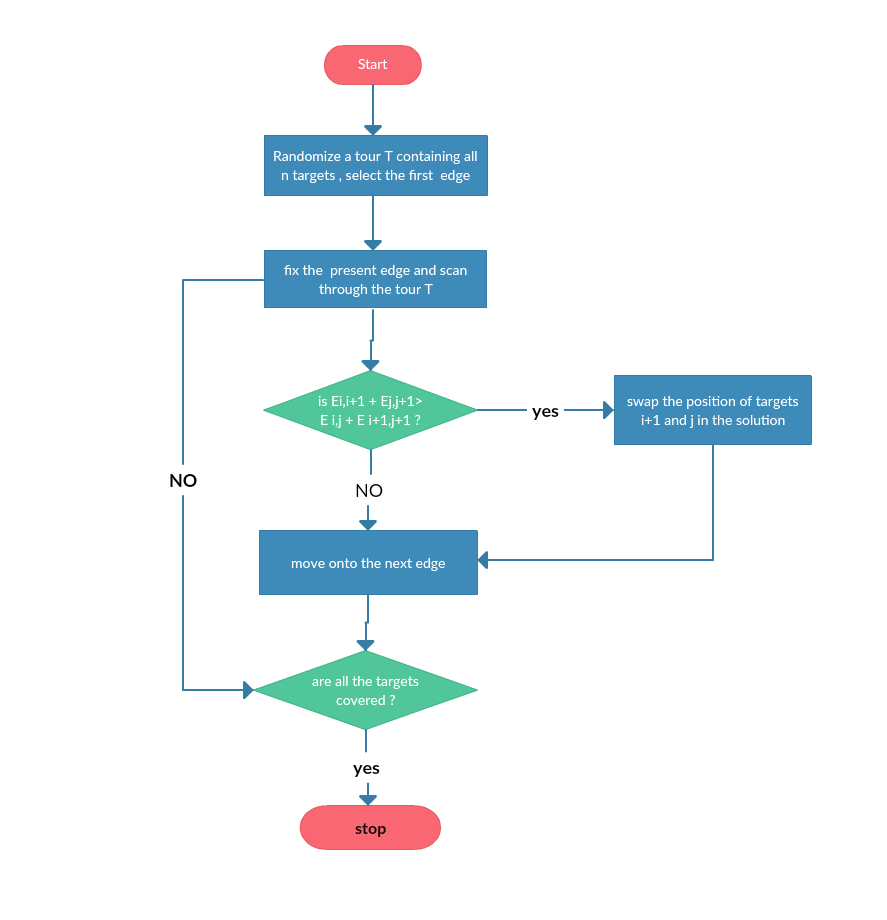 Start
Randomize a tour T containing all
n targets , select the first edge
fix the present edge and scan
through the tour T
is Ei,i+1 + Ej,j+1>
E i,j + E i+1,j+1 ?
yes
swap the position of targets
i+1 and j in the solution
NO
NO
move onto the next edge
are all the targets
covered ?
yes
stop